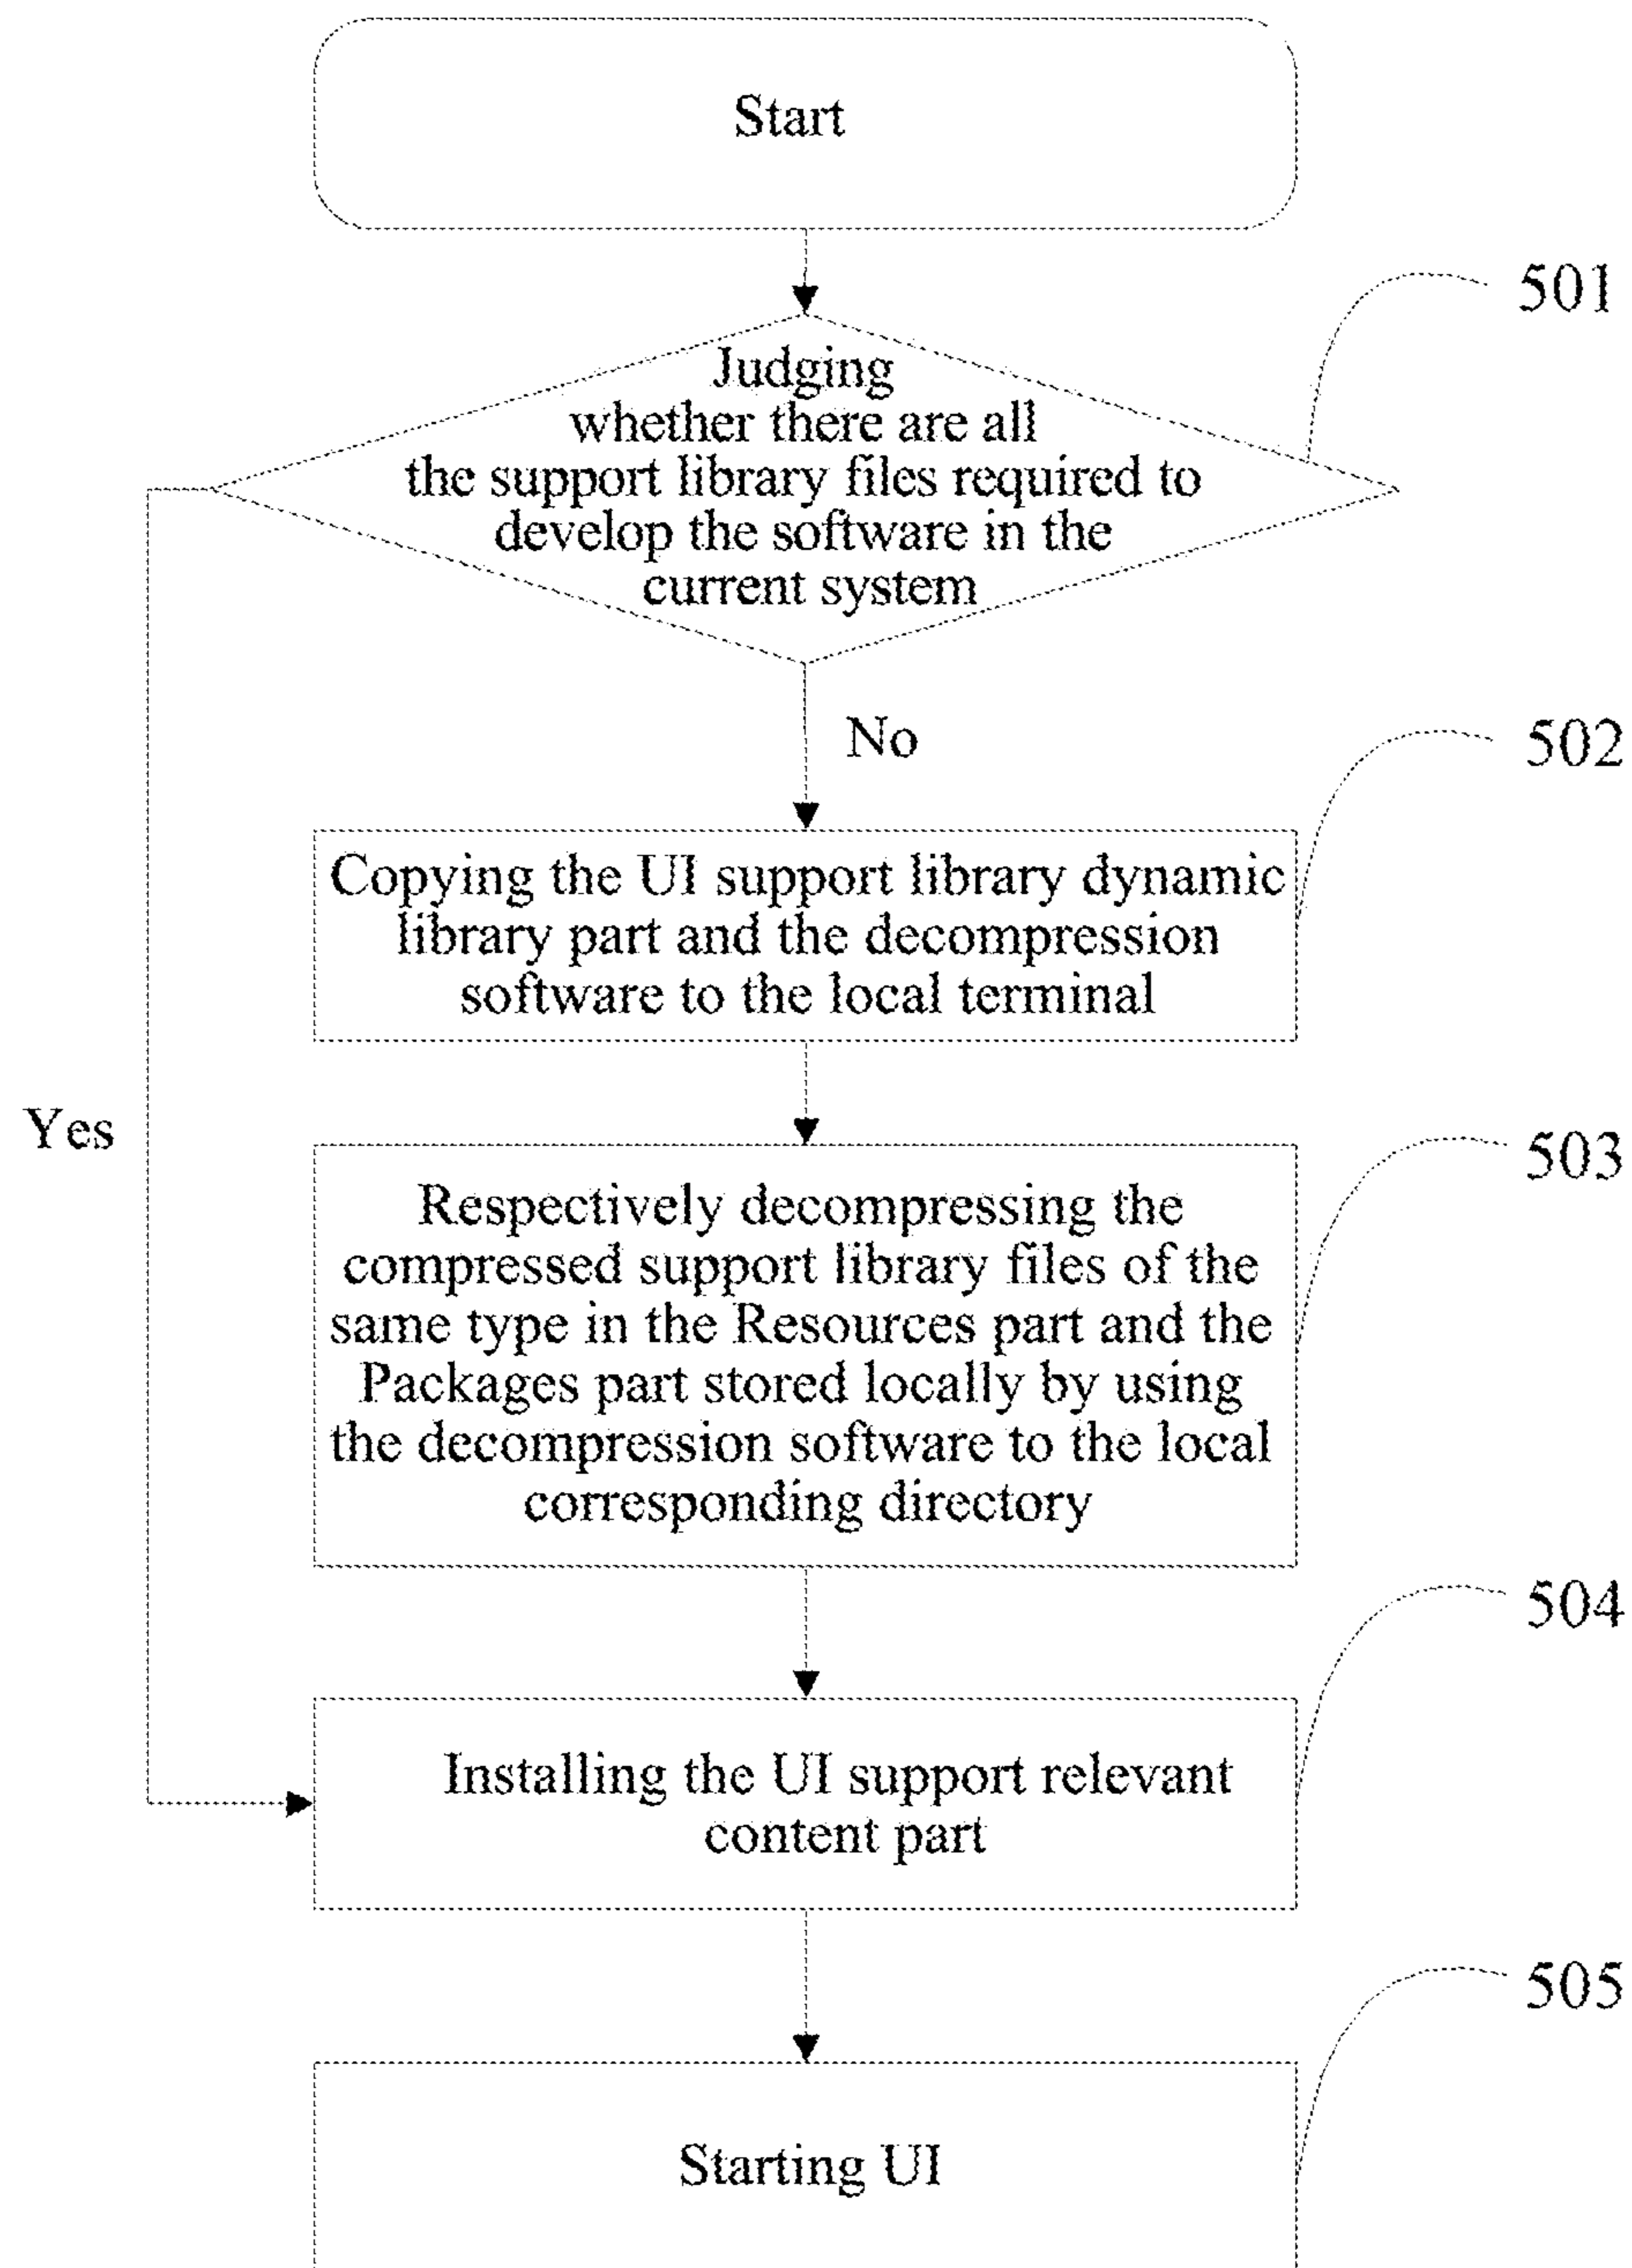 Start
501
Judging
whether there are all
the support library files required to
develop the software in the
current system
No
502
Copying the UI support library dynamic
library part and the decompression
software to the local terminal
Yes
503
Respectively decompressing the
compressed support library files of the
same type in the Resources part and the
Packages part stored locally by using
the decompression software to the local
corresponding directory
504
Installing the UI support relevant
content part
505
Starting UI